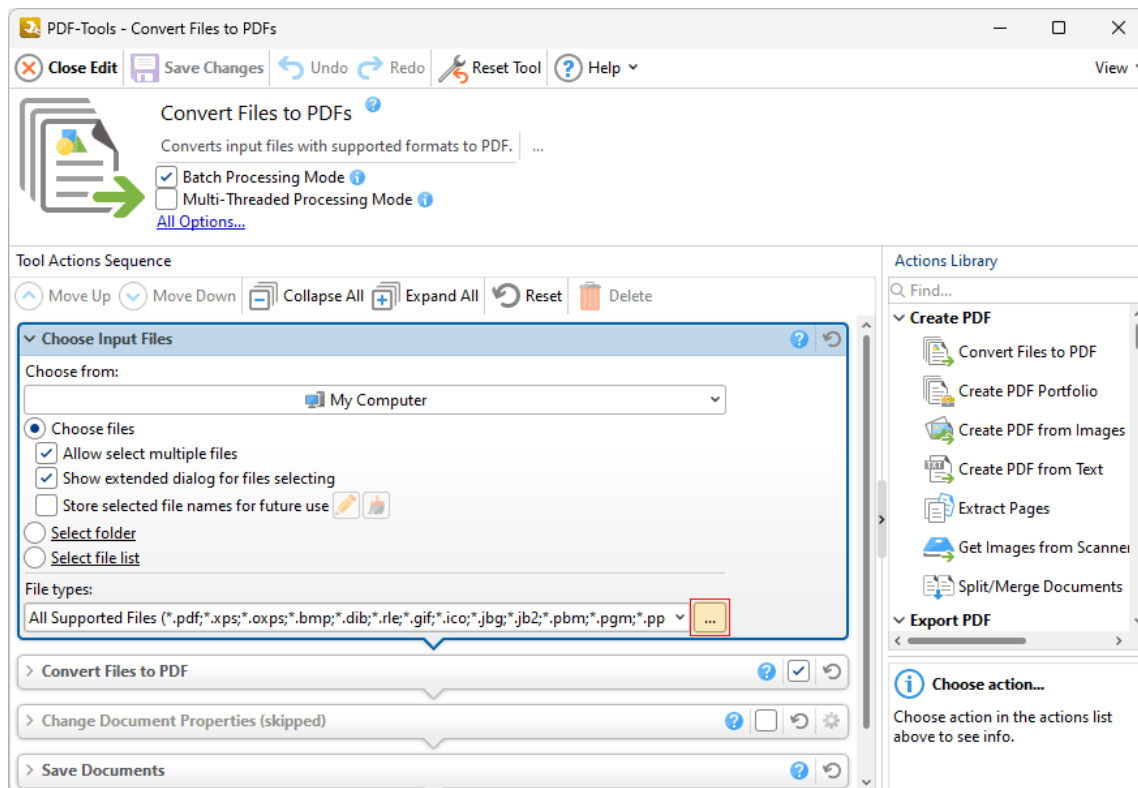 PDF-Tools - Convert Files to PDFs
Close Edit Save Changes Undo Redo Reset Tool ? Help View
Convert Files to PDFs ?
Converts input files with supported formats to PDF. ...
Batch Processing Mode i
Multi-Threaded Processing Mode i
All Options...
Tool Actions Sequence
Move Up Move Down Collapse All Expand All Reset Delete
Choose Input Files ?
Choose from:
My Computer
Choose files
Allow select multiple files
Show extended dialog for files selecting
Store selected file names for future use
Select folder
Select file list
File types:
All Supported Files (*.pdf;*.xps;*.oxps;*.bmp;*.dib;*.rle;*.gif;*.ico;*.jbg;*.jb2;*.pbm;*.pgm;*.pp ...
Convert Files to PDF ?
Change Document Properties (skipped) ?
Save Documents ?
Actions Library
Find...
Create PDF
Convert Files to PDF
Create PDF Portfolio
Create PDF from Images
TXT Create PDF from Text
Extract Pages
Get Images from Scanner
Split/Merge Documents
Export PDF
i Choose action...
Choose action in the actions list
above to see info.